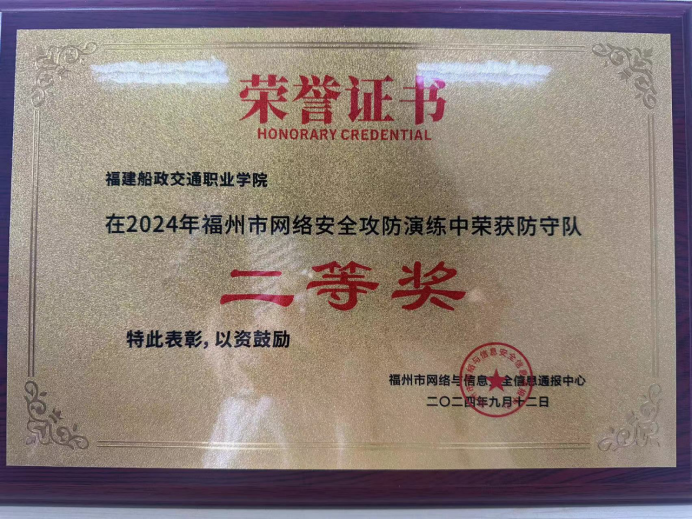 荣誉证书
HONORARY CREDENTIAL
福建船政交通职业学院
在2024年福州市网络安全攻防演练中荣获防守队
二等奖
特此表彰，以资鼓励
福州市网络与信息安全信息通报中心
二〇二四年九月十二日